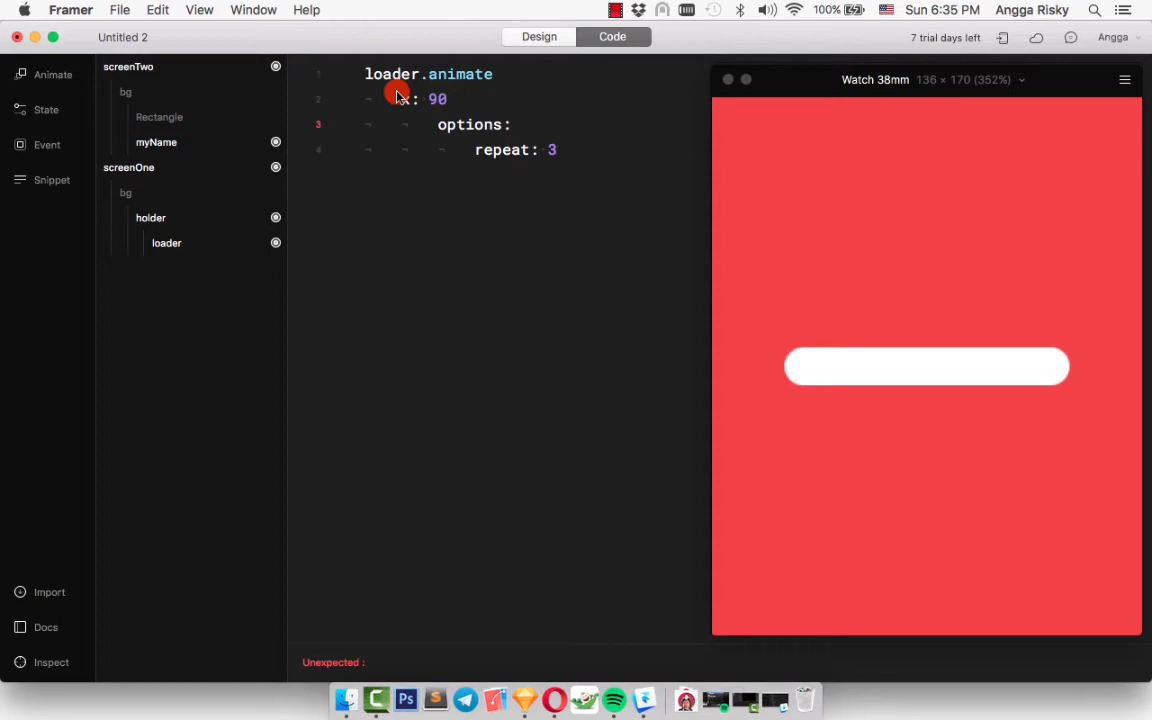 Framer File Edit View Window Help 100% Sun 6:35 PM Angga Risky
Untitled 2 Design Code 7 trial days left Angga
Animate
State
Event
Snippet
screenTwo
bg
Rectangle
myName
screenOne
bg
holder
loader
1 loader.animate
2 x: 90
3 options:
4 repeat: 3
Watch 38mm 136 × 170 (352%)
Import
Docs
Inspect
Unexpected :
Ps
S